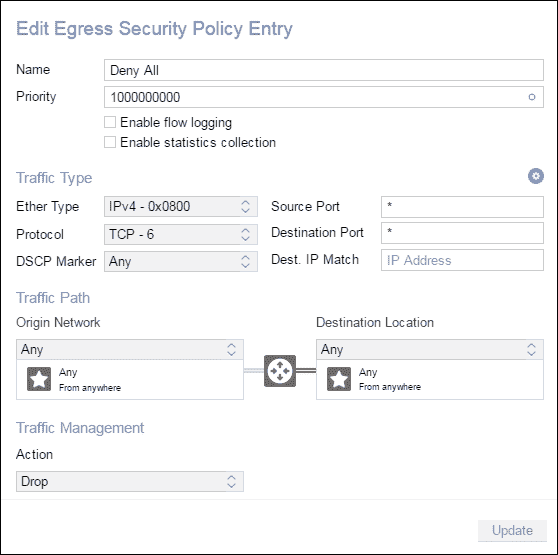 Edit Egress Security Policy Entry
Name Deny All
Priority 1000000000
Enable flow logging
Enable statistics collection
Traffic Type
Ether Type IPv4 - 0x0800 Source Port *
Protocol TCP - 6 Destination Port *
DSCP Marker Any Dest. IP Match IP Address
Traffic Path
Origin Network Destination Location
Any Any
Any Any
From anywhere From anywhere
Traffic Management
Action
Drop
Update